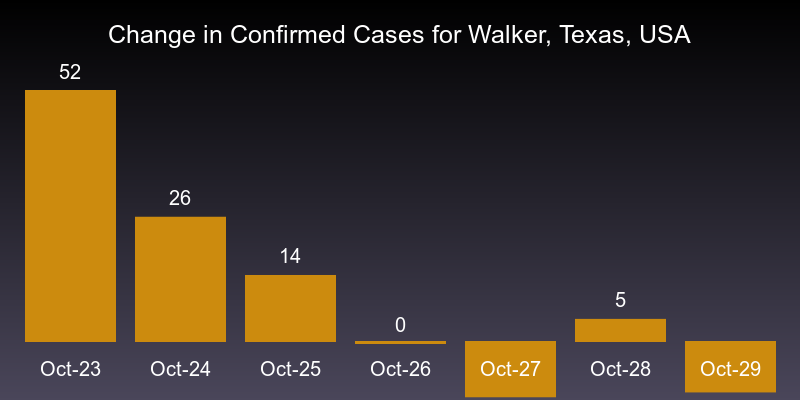 Change in Confirmed Cases for Walker, Texas, USA
52
26
14
0
5
Oct-23 Oct-24 Oct-25 Oct-26 Oct-27 Oct-28 Oct-29